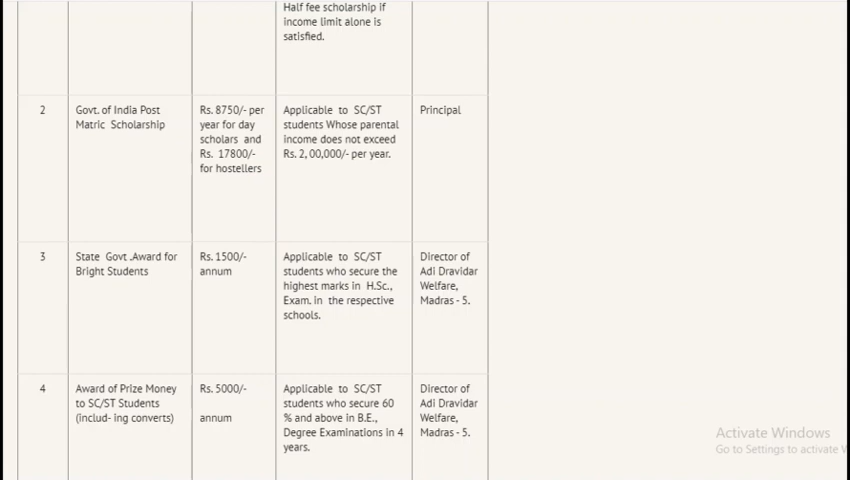 Half fee scholarship if
income limit alone is
satisfied.
2
Govt. of India Post
Matric Scholarship
Rs. 8750/- per
year for day
scholars and
Rs. 17800/-
for hostellers
Applicable to SC/ST
students Whose parental
income does not exceed
Rs. 2, 00,000/- per year.
Principal
3
State Govt .Award for
Bright Students
Rs. 1500/-
annum
Applicable to SC/ST
students who secure the
highest marks in H.Sc.,
Exam. in the respective
schools.
Director of
Adi Dravidar
Welfare,
Madras - 5.
4
Award of Prize Money
to SC/ST Students
(includ- ing converts)
Rs. 5000/-
annum
Applicable to SC/ST
students who secure 60
% and above in B.E.,
Degree Examinations in 4
years.
Director of
Adi Dravidar
Welfare,
Madras - 5.
Activate Windows
Go to Settings to activate W